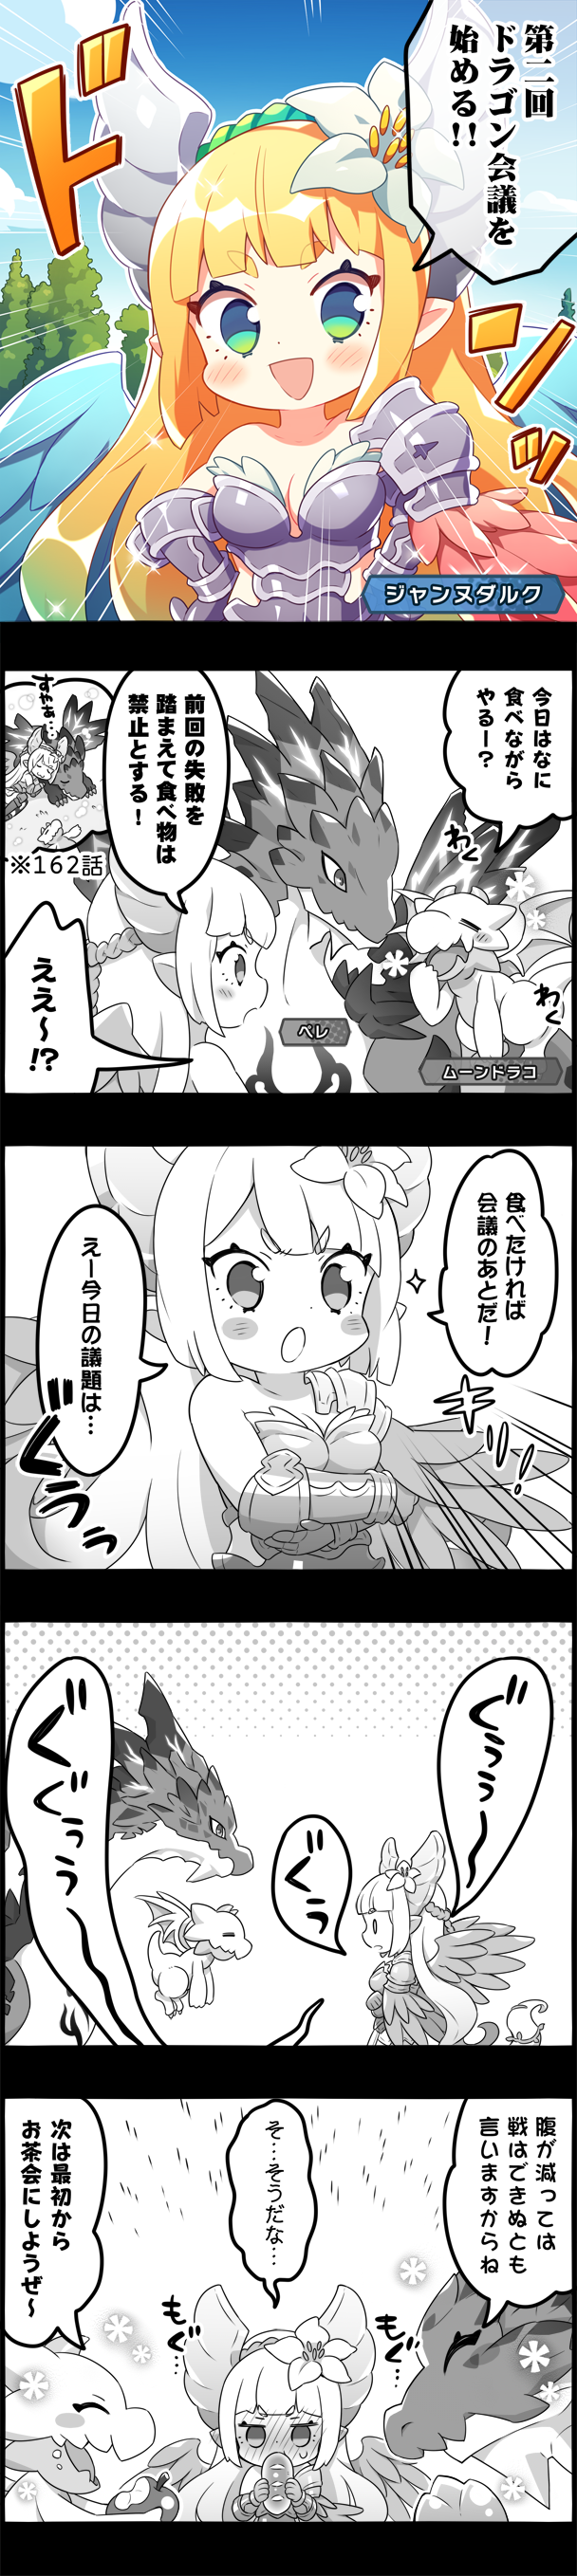 第二回
ドラゴン会議を
始める!!
ドンッ
ジャンヌダルク
今日はなに
食べながら
やるー?
わく
わく
前回の失敗を
踏まえて食べ物は
禁止とする!
すやぁ…
※162話
ええ〜!?
ペレ
ムーンドラコ
食べたければ
会議のあとだ!
キリッ!
えー今日の議題は…
ぐぅぅ
ぐぅぅ〜
ぐぅ
ぐぐぅぅ〜
腹が減っては
戦はできぬとも
言いますからね
そ…そうだな…
もぐ…
もぐ…
次は最初から
お茶会にしようぜ〜